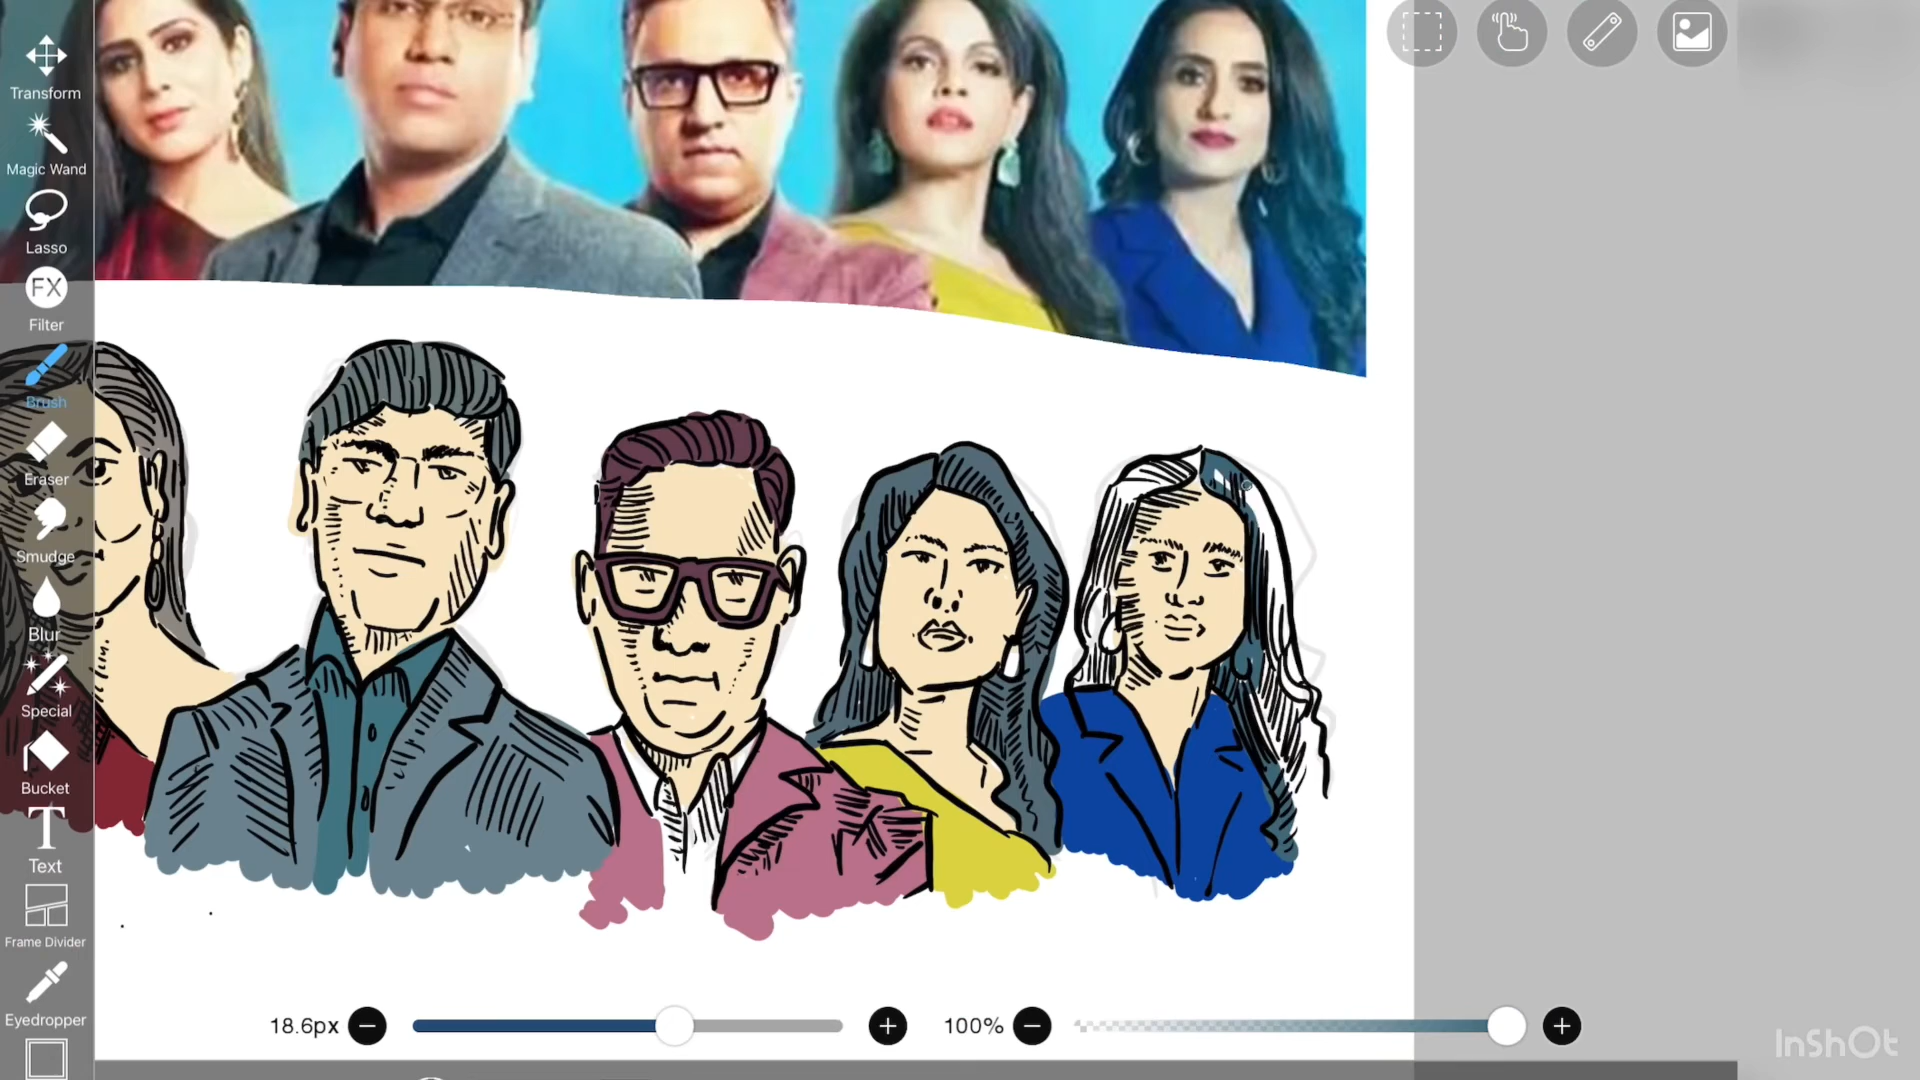 Transform
Magic Wand
Lasso
FX
Filter
Brush
Eraser
Smudge
Blur
Special
Bucket
T
Text
Frame Divider
Eyedropper
18.6px
100%
InShOt